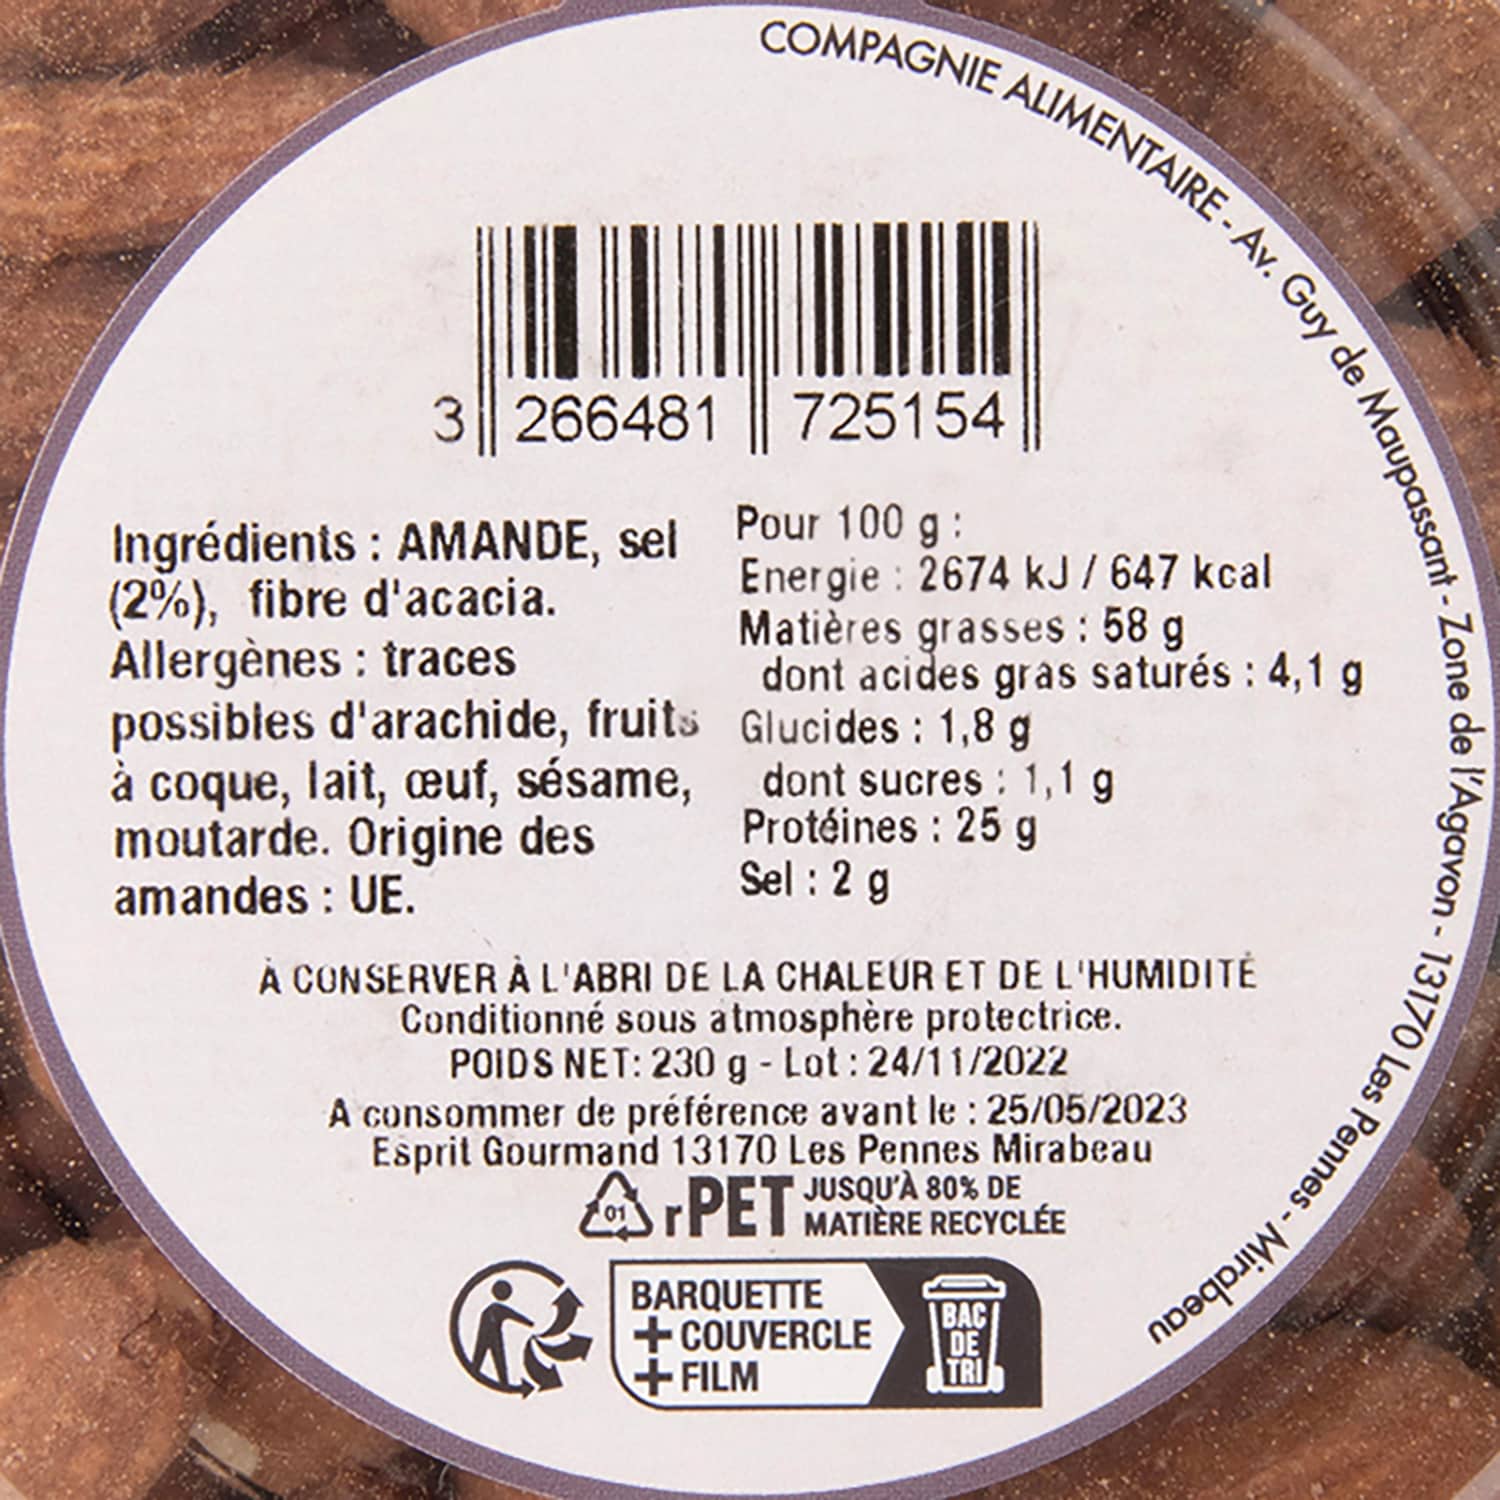 COMPAGNIE ALIMENTAIRE - Av. Guy de Maupassant - Zone de l'Agavon - 13170 Les Pennes - Mirabeau
3 266481 725154
Ingrédients : AMANDE, sel
(2%), fibre d'acacia.
Allergènes : traces
possibles d'arachide, fruits
à coque, lait, œuf, sésame,
moutarde. Origine des
amandes : UE.
Pour 100 g :
Energie : 2674 kJ / 647 kcal
Matières grasses : 58 g
dont acides gras saturés : 4,1 g
Glucides : 1,8 g
dont sucres : 1,1 g
Protéines : 25 g
Sel : 2 g
À CONSERVER À L'ABRI DE LA CHALEUR ET DE L'HUMIDITÉ
Conditionné sous atmosphère protectrice.
POIDS NET: 230 g - Lot : 24/11/2022
A consommer de préférence avant le : 25/05/2023
Esprit Gourmand 13170 Les Pennes Mirabeau
01 rPET JUSQU'À 80% DE
MATIÈRE RECYCLÉE
BARQUETTE
+ COUVERCLE
+ FILM
BAC
DE
TRI